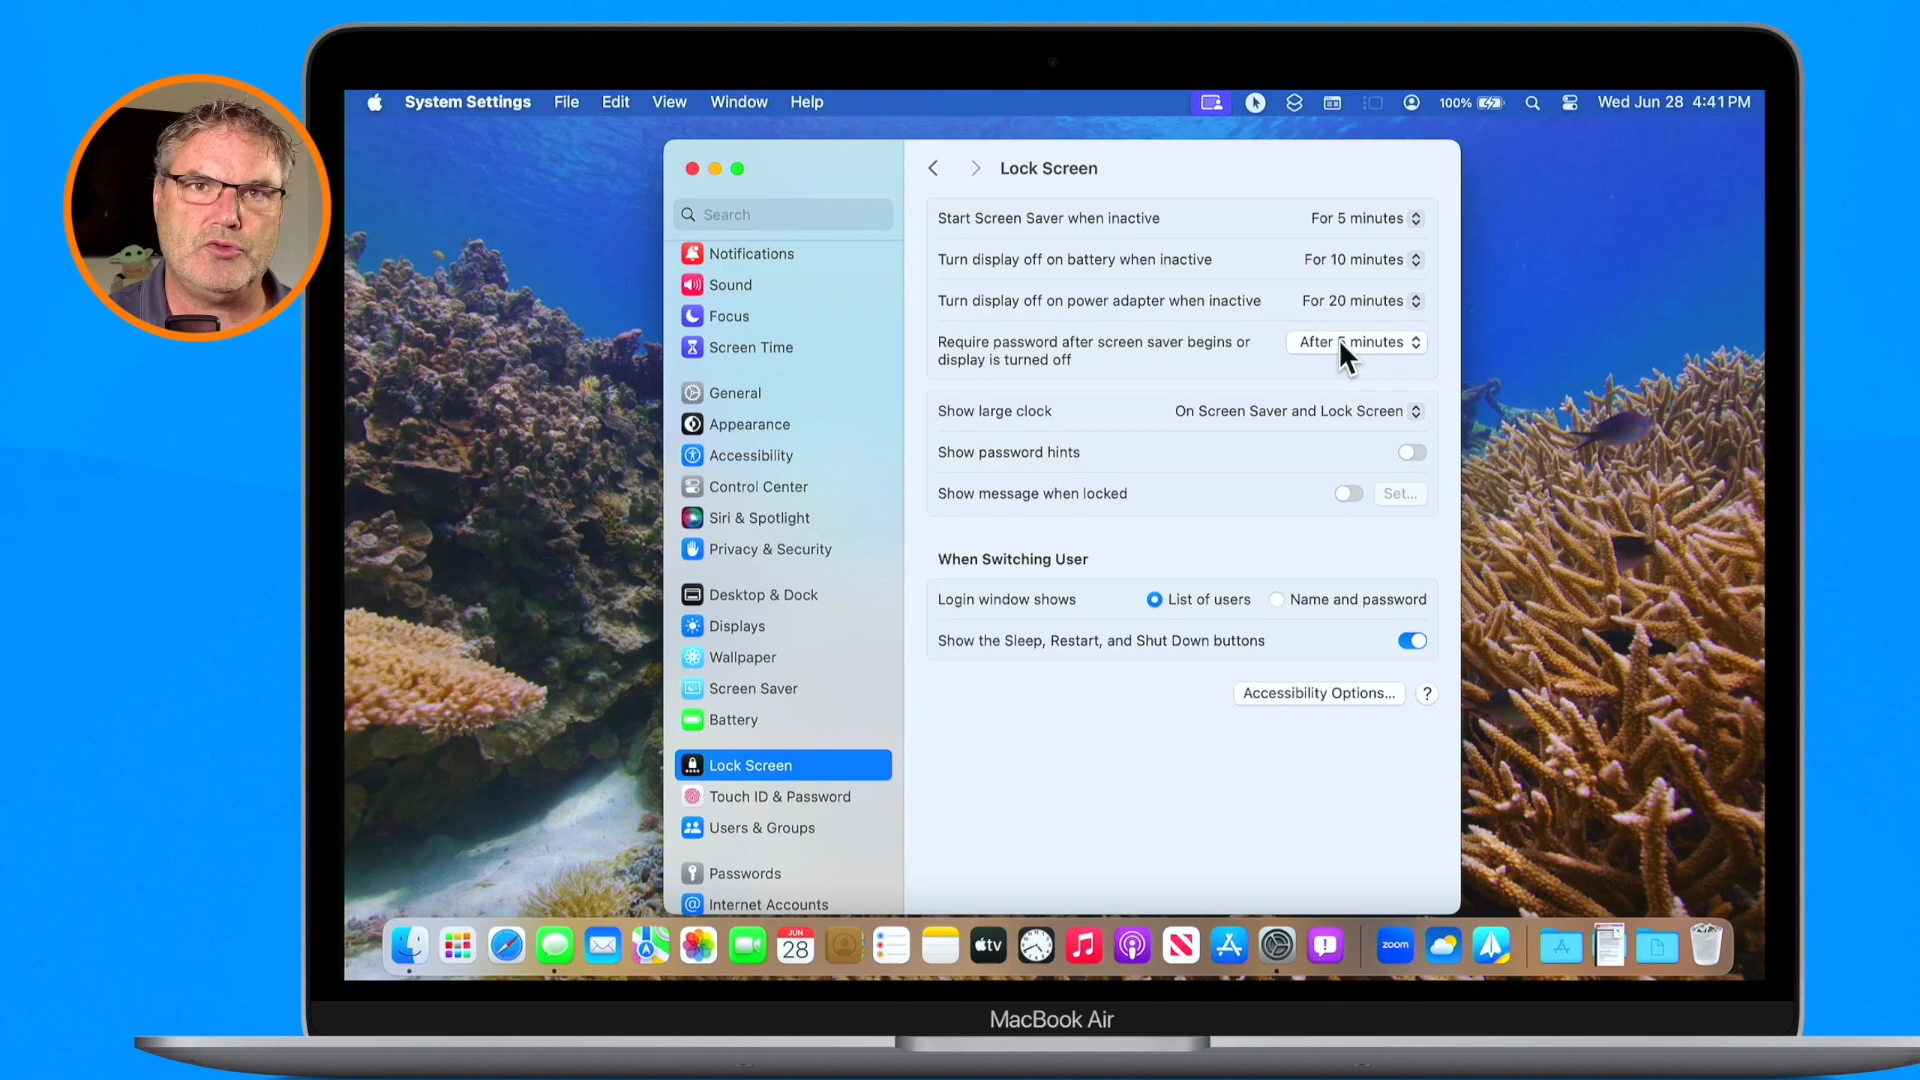 System Settings File Edit View Window Help 100% Wed Jun 28 4:41 PM
Lock Screen
Search
Notifications
Sound
Focus
Screen Time
General
Appearance
Accessibility
Control Center
Siri & Spotlight
Privacy & Security
Desktop & Dock
Displays
Wallpaper
Screen Saver
Battery
Lock Screen
Touch ID & Password
Users & Groups
Passwords
Internet Accounts
Start Screen Saver when inactive For 5 minutes
Turn display off on battery when inactive For 10 minutes
Turn display off on power adapter when inactive For 20 minutes
Require password after screen saver begins or After 5 minutes
display is turned off
Show large clock On Screen Saver and Lock Screen
Show password hints
Show message when locked Set...
When Switching User
Login window shows List of users Name and password
Show the Sleep, Restart, and Shut Down buttons
Accessibility Options... ?
JUN
28
tv
zoom
MacBook Air